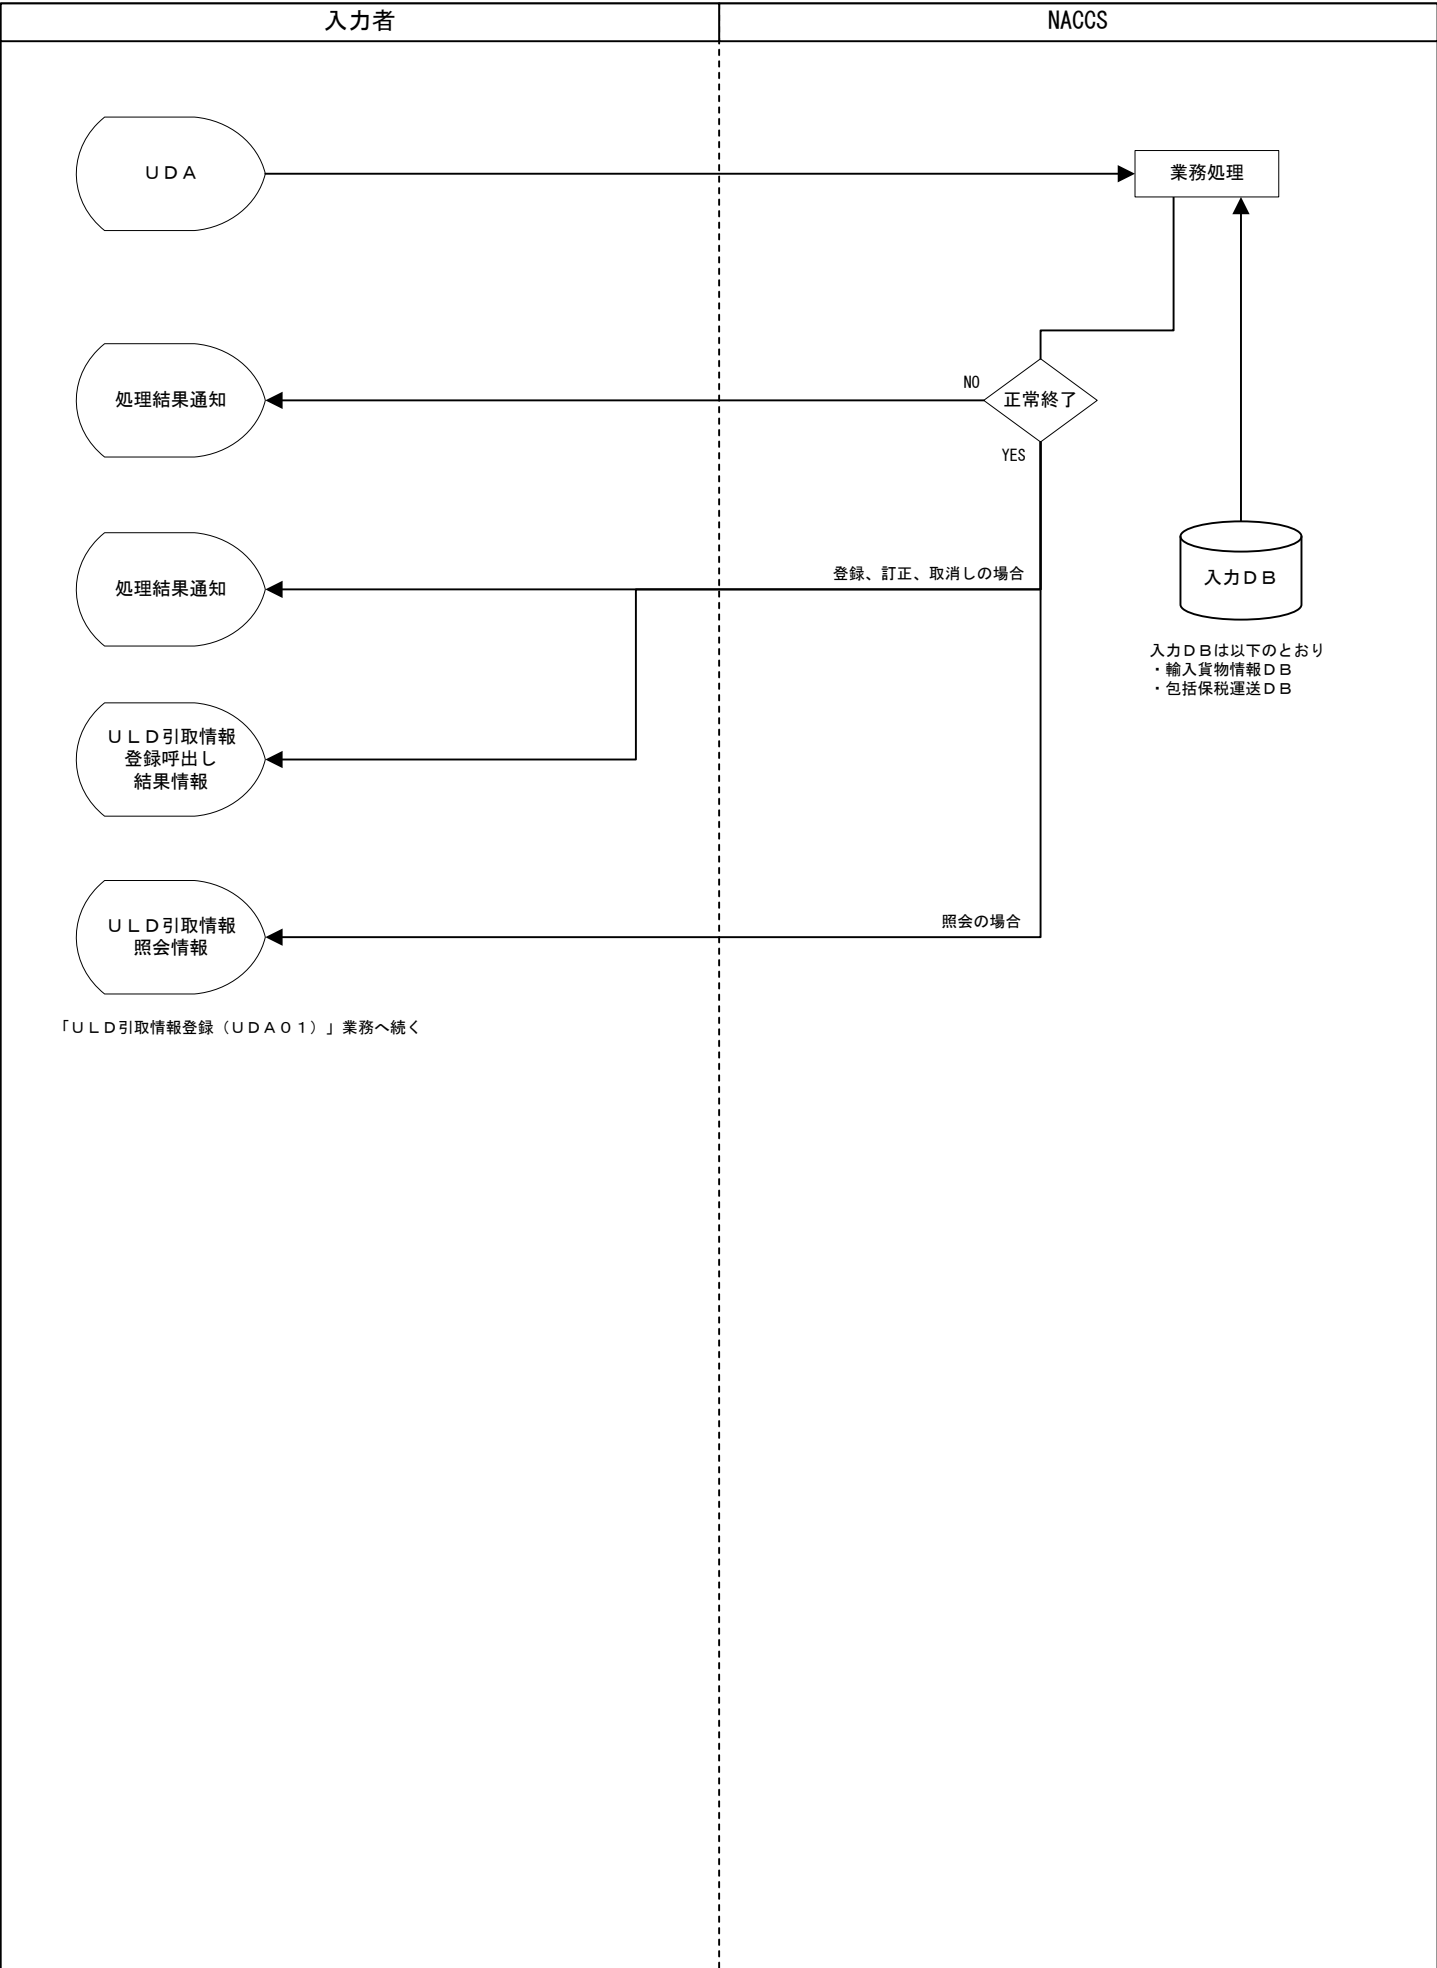 入力者
NACCS
ＵＤＡ
業務処理
処理結果通知
NO
正常終了
YES
処理結果通知
登録、訂正、取消しの場合
入力ＤＢ
入力ＤＢは以下のとおり
・輸入貨物情報ＤＢ
・包括保税運送ＤＢ
ＵＬＤ引取情報
登録呼出し
結果情報
ＵＬＤ引取情報
照会情報
照会の場合
「ＵＬＤ引取情報登録（ＵＤＡ０１）」業務へ続く